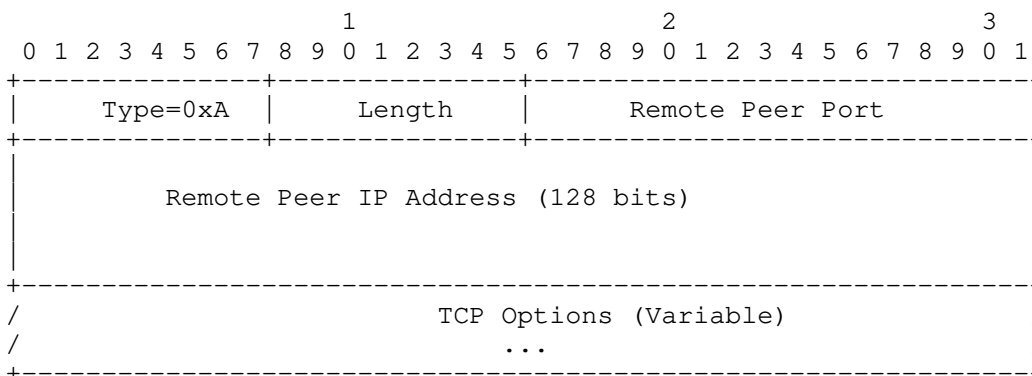 1                   2                   3
 0 1 2 3 4 5 6 7 8 9 0 1 2 3 4 5 6 7 8 9 0 1 2 3 4 5 6 7 8 9 0 1
Type=0xA Length Remote Peer Port
Remote Peer IP Address (128 bits)
/ TCP Options (Variable)
/ ...